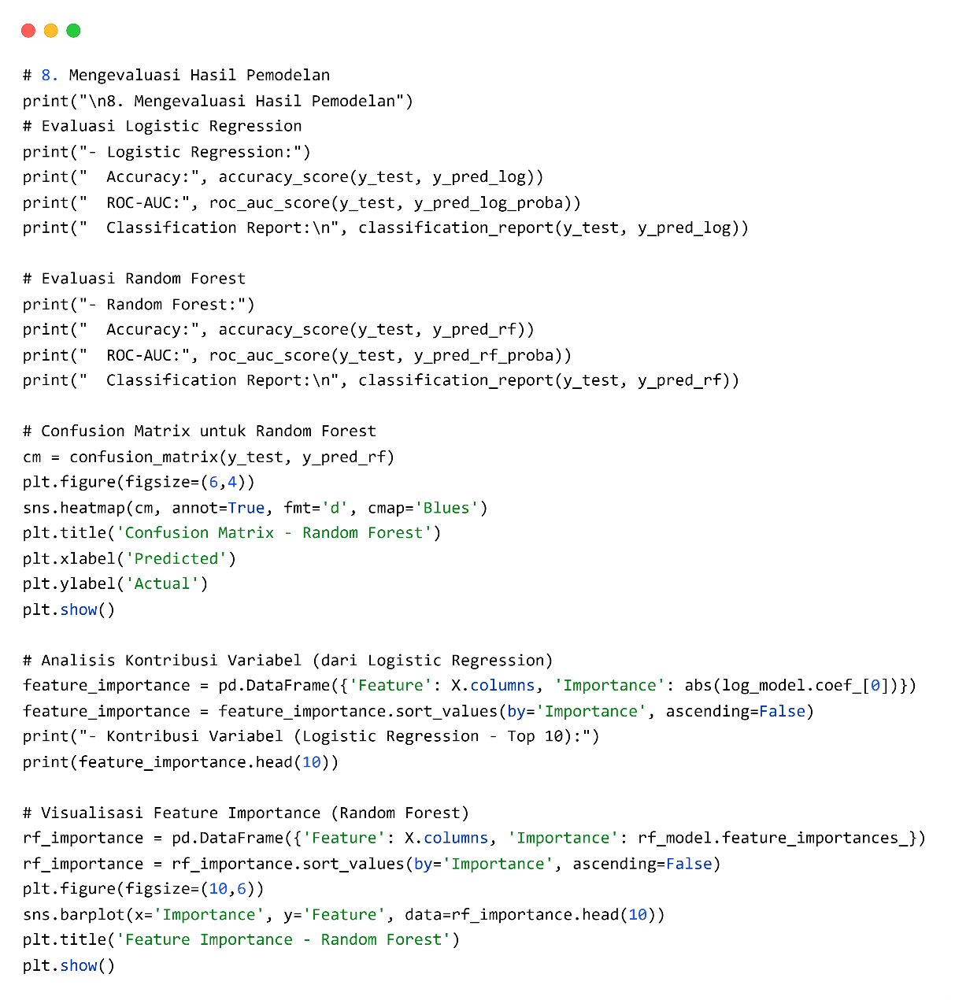 # 8. Mengevaluasi Hasil Pemodelan
print("\n8. Mengevaluasi Hasil Pemodelan")
# Evaluasi Logistic Regression
print("- Logistic Regression:")
print("  Accuracy:", accuracy_score(y_test, y_pred_log))
print("  ROC-AUC:", roc_auc_score(y_test, y_pred_log_proba))
print("  Classification Report:\n", classification_report(y_test, y_pred_log))

# Evaluasi Random Forest
print("- Random Forest:")
print("  Accuracy:", accuracy_score(y_test, y_pred_rf))
print("  ROC-AUC:", roc_auc_score(y_test, y_pred_rf_proba))
print("  Classification Report:\n", classification_report(y_test, y_pred_rf))

# Confusion Matrix untuk Random Forest
cm = confusion_matrix(y_test, y_pred_rf)
plt.figure(figsize=(6,4))
sns.heatmap(cm, annot=True, fmt='d', cmap='Blues')
plt.title('Confusion Matrix - Random Forest')
plt.xlabel('Predicted')
plt.ylabel('Actual')
plt.show()

# Analisis Kontribusi Variabel (dari Logistic Regression)
feature_importance = pd.DataFrame({'Feature': X.columns, 'Importance': abs(log_model.coef_[0])})
feature_importance = feature_importance.sort_values(by='Importance', ascending=False)
print("- Kontribusi Variabel (Logistic Regression - Top 10):")
print(feature_importance.head(10))

# Visualisasi Feature Importance (Random Forest)
rf_importance = pd.DataFrame({'Feature': X.columns, 'Importance': rf_model.feature_importances_})
rf_importance = rf_importance.sort_values(by='Importance', ascending=False)
plt.figure(figsize=(10,6))
sns.barplot(x='Importance', y='Feature', data=rf_importance.head(10))
plt.title('Feature Importance - Random Forest')
plt.show()